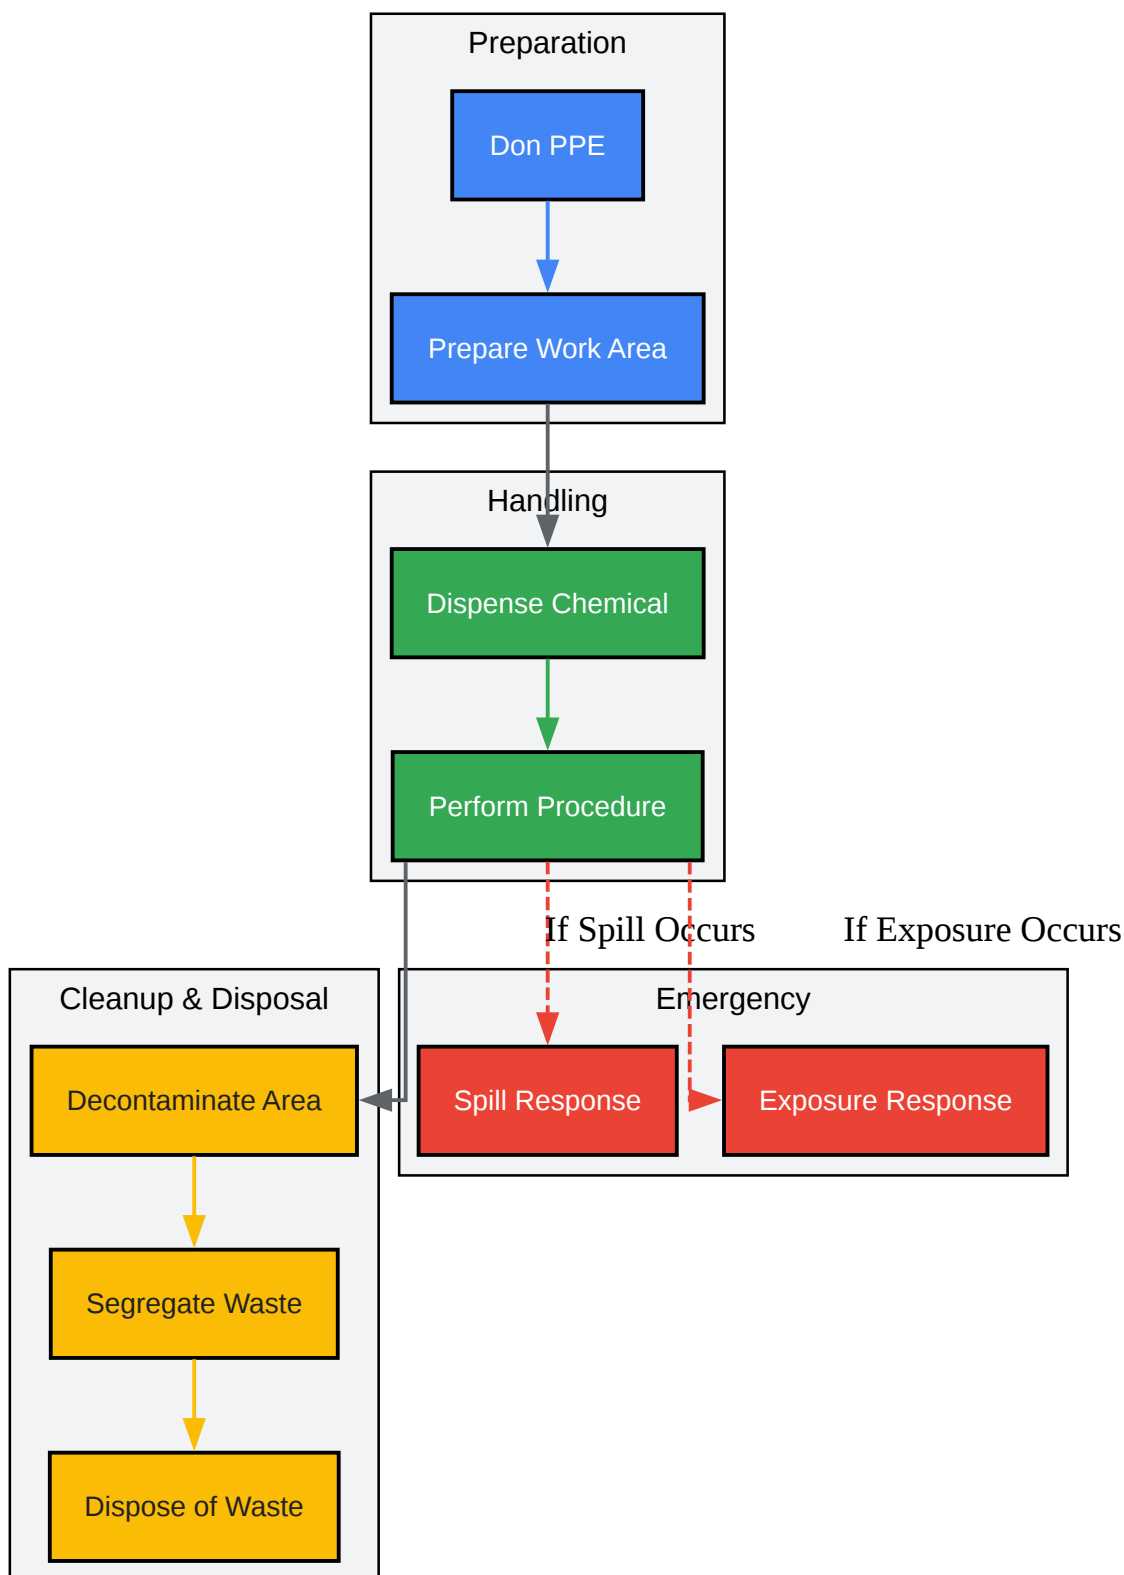 Preparation
Don PPE
Prepare Work Area
Handling
Dispense Chemical
Perform Procedure
If Spill Occurs
If Exposure Occurs
Cleanup & Disposal
Emergency
Decontaminate Area
Spill Response
Exposure Response
Segregate Waste
Dispose of Waste